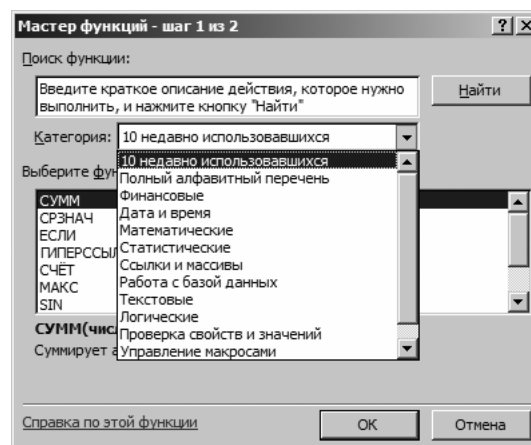 Мастер функций - шаг 1 из 2
Поиск функции:
Введите краткое описание действия, которое нужно
выполнить, и нажмите кнопку "Найти"
Найти
Категория: 10 недавно использовавшихся
10 недавно использовавшихся
Полный алфавитный перечень
Финансовые
Дата и время
Математические
Статистические
Ссылки и массивы
Работа с базой данных
Текстовые
Логические
Проверка свойств и значений
Управление макросами
Выберите
СУММ
СРЗНАЧ
ЕСЛИ
ГИПЕРССЫЛ
СЧЁТ
МАКС
SIN
СУММ(чис
Суммирует
Справка по этой функции
ОК
Отмена